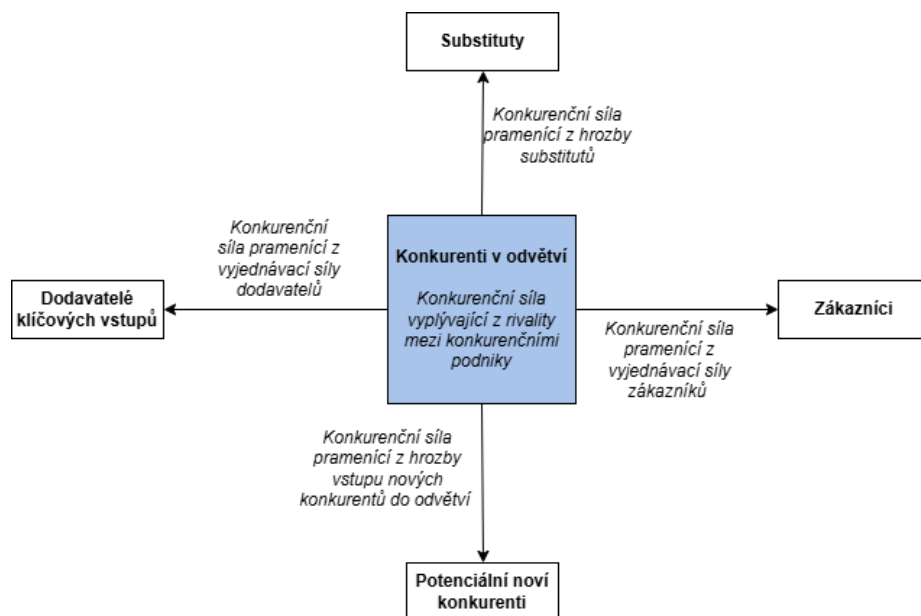 Substituty
Konkurenční síla
pramenící z hrozby
substitutů
Konkurenční
síla pramenící z
vyjednávací síly
dodavatelů
Konkurenti v odvětví
Konkurenční síla
vyplývající z rivality
mezi konkurenčními
podniky
Dodavatelé
klíčových vstupů
Zákazníci
Konkurenční síla
pramenící z
vyjednávací síly
zákazníků
Konkurenční síla
pramenící z hrozby
vstupu nových
konkurentů do odvětví
Potenciální noví
konkurenti